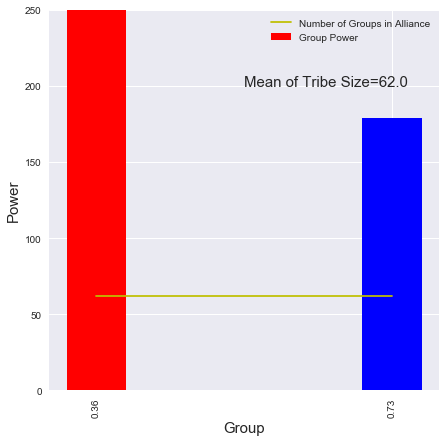 250
200
150
100
50
0
Power
Number of Groups in Alliance
Group Power
Mean of Tribe Size=62.0
0.36
0.73
Group